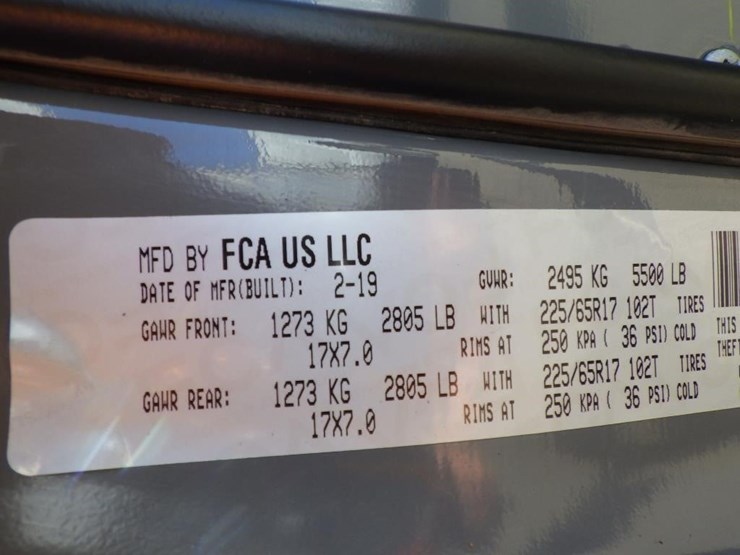 MFD BY FCA US LLC
DATE OF MFR(BUILT): 2-19 GVWR: 2495 KG 5500 LB
GAWR FRONT: 1273 KG 2805 LB WITH 225/65R17 102T TIRES
17X7.0 RIMS AT 250 KPA ( 36 PSI) COLD
GAWR REAR: 1273 KG 2805 LB WITH 225/65R17 102T TIRES
17X7.0 RIMS AT 250 KPA ( 36 PSI) COLD
THIS
THEFT